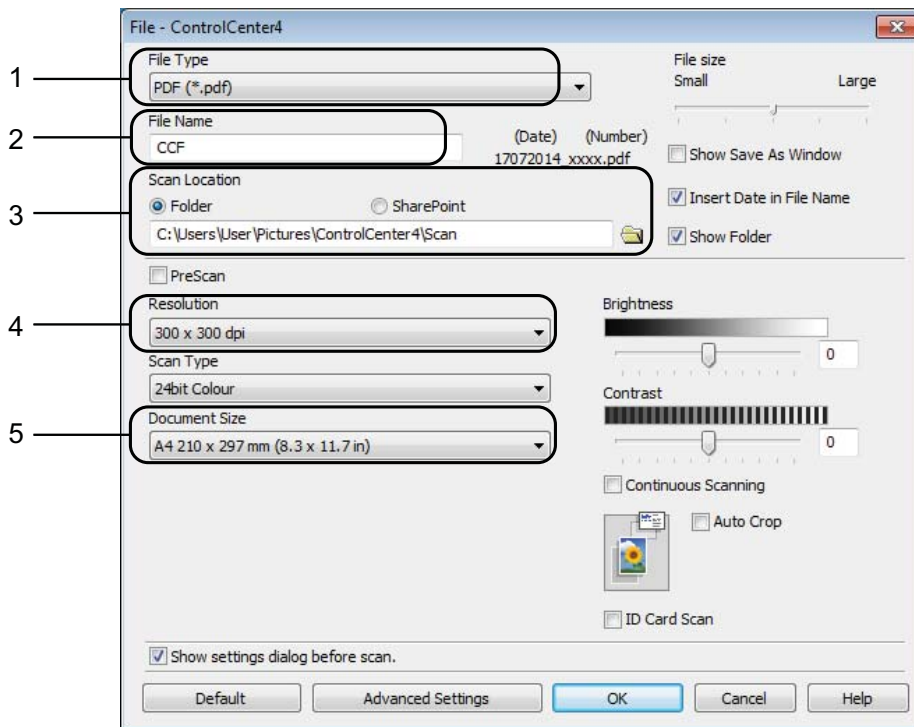 File - ControlCenter4
1
File Type
PDF (*.pdf)
File size
Small Large
2
File Name
CCF
(Date) (Number)
17072014_xxxx.pdf
Show Save As Window
3
Scan Location
Folder SharePoint
Insert Date in File Name
C:\Users\User\Pictures\ControlCenter4\Scan
Show Folder
PreScan
4
Resolution
300 x 300 dpi
Brightness
0
Scan Type
24bit Colour
Contrast
0
5
Document Size
A4 210 x 297 mm (8.3 x 11.7 in)
Continuous Scanning
Auto Crop
ID Card Scan
Show settings dialog before scan.
Default Advanced Settings OK Cancel Help